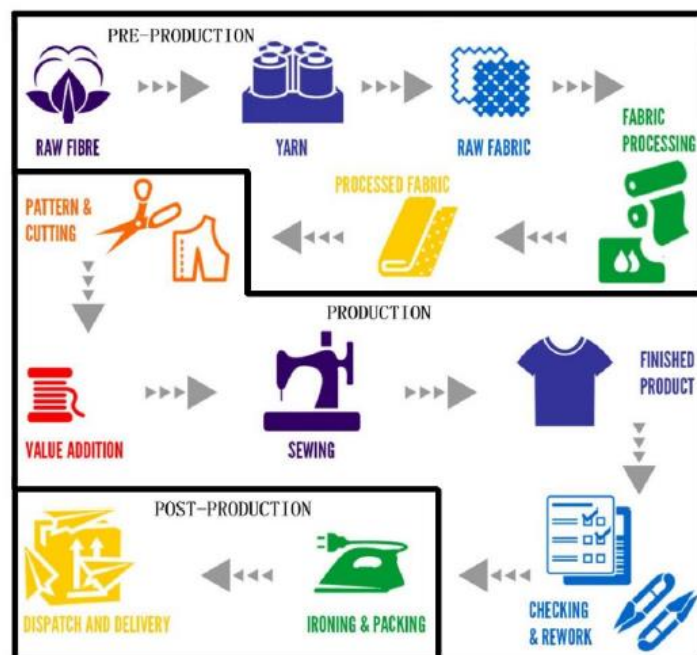 PRE-PRODUCTION
RAW FIBRE
YARN
RAW FABRIC
FABRIC
PROCESSING
PROCESSED FABRIC
PATTERN &
CUTTING
PRODUCTION
VALUE ADDITION
SEWING
FINISHED
PRODUCT
CHECKING
& REWORK
POST-PRODUCTION
IRONING & PACKING
DISPATCH AND DELIVERY